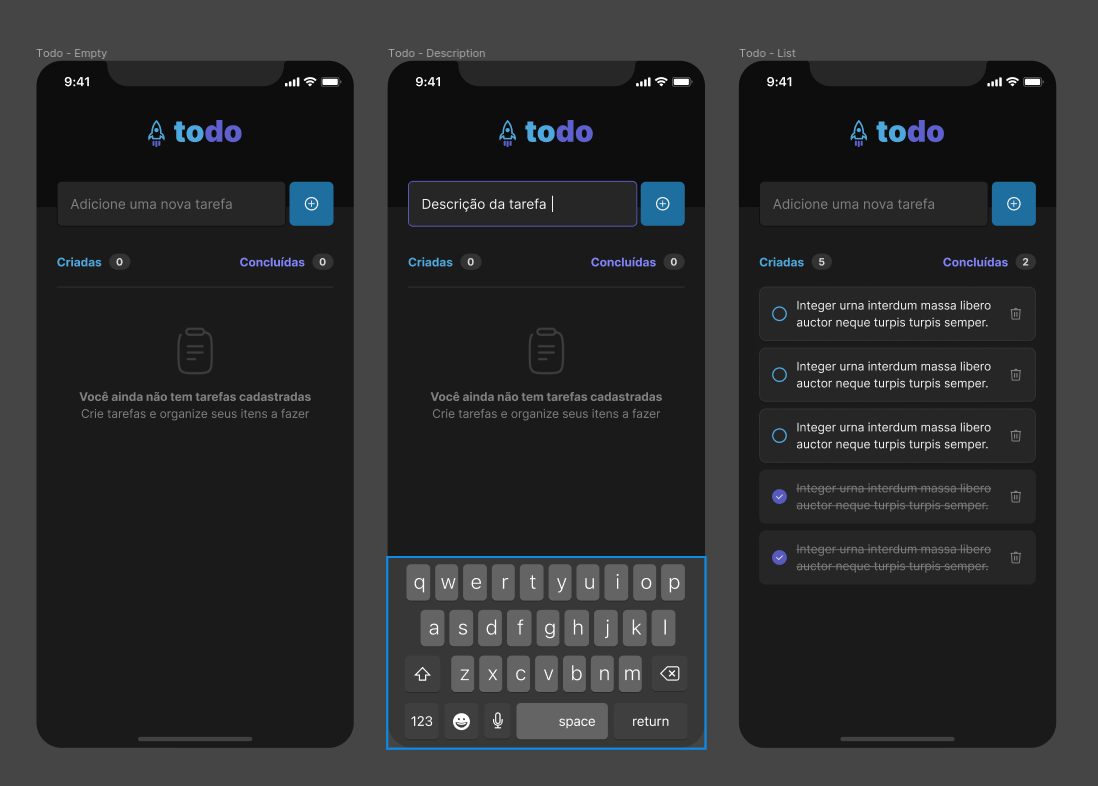 Todo - Empty
9:41
todo
Adicione uma nova tarefa
Criadas 0
Concluídas 0
Você ainda não tem tarefas cadastradas
Crie tarefas e organize seus itens a fazer
Todo - Description
9:41
todo
Descrição da tarefa
Criadas 0
Concluídas 0
Você ainda não tem tarefas cadastradas
Crie tarefas e organize seus itens a fazer
q w e r t y u i o p
a s d f g h j k l
z x c v b n m
123 space return
Todo - List
9:41
todo
Adicione uma nova tarefa
Criadas 5
Concluídas 2
Integer urna interdum massa libero
auctor neque turpis turpis semper.
Integer urna interdum massa libero
auctor neque turpis turpis semper.
Integer urna interdum massa libero
auctor neque turpis turpis semper.
Integer urna interdum massa libero
auctor neque turpis turpis semper.
Integer urna interdum massa libero
auctor neque turpis turpis semper.